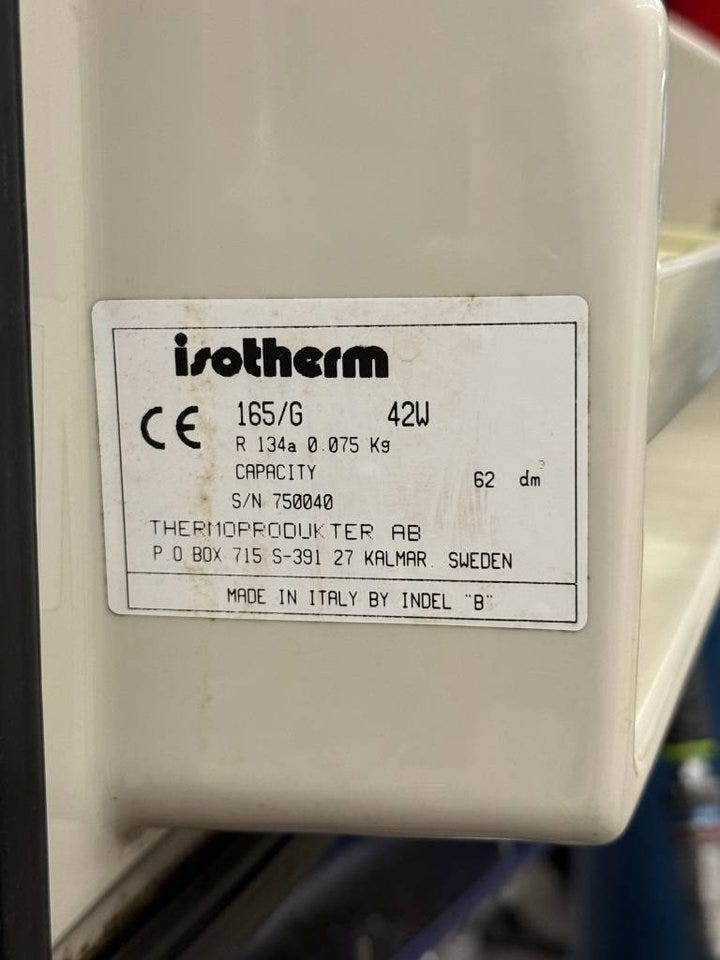 isotherm
CE 165/G 42W
R 134a 0.075 Kg
CAPACITY 62 dm³
S/N 750040
THERMOPRODUKTER AB
P.O BOX 715 S-391 27 KALMAR. SWEDEN
MADE IN ITALY BY INDEL "B"